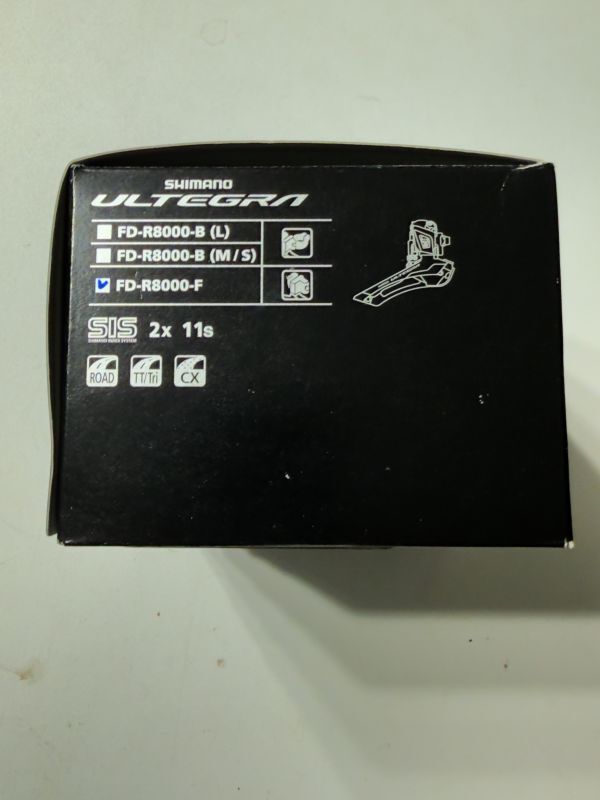 SHIMANO
ULTEGRA
FD-R8000-B (L)
FD-R8000-B (M/S)
FD-R8000-F
SIS 2x 11s
SHIMANO INDEX SYSTEM
ROAD TT/Tri CX